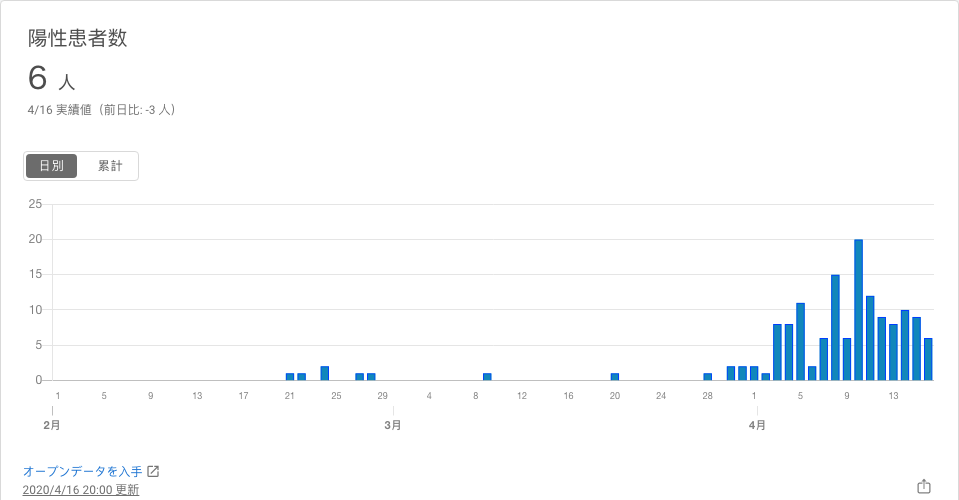 陽性患者数
6 人
4/16 実績値（前日比: -3 人）
日別 累計
25
20
15
10
5
0
1 5 9 13 17 21 25 29 4 8 12 16 20 24 28 1 5 9 13
2月 3月 4月
オープンデータを入手
2020/4/16 20:00 更新